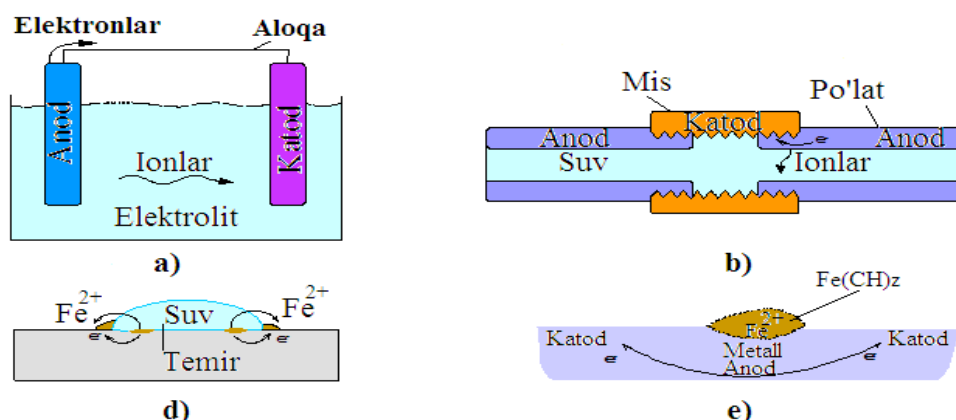 Elektronlar
Aloqa
Anod
Katod
Ionlar
Elektrolit
a)
Mis
Po'lat
Katod
Anod
e
Anod
Suv
Ionlar
b)
Fe2+
Suv
Fe2+
e
e
Temir
d)
Fe(CH)z
Fe2+
Katod
Katod
e
Metall
e
Anod
e)